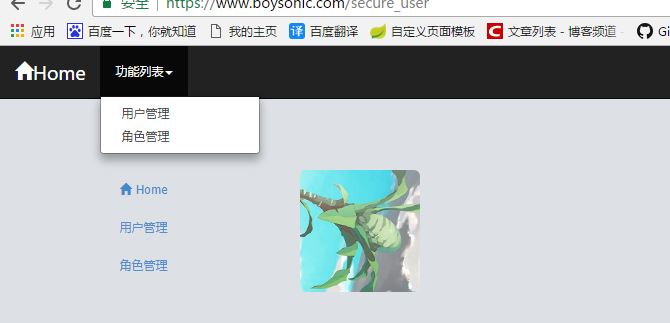 安全 https://www.boysonic.com/secure_user
应用 百度一下，你就知道 我的主页 译 百度翻译 自定义页面模板 C 文章列表 - 博客频道 Gi
Home 功能列表
用户管理
角色管理
Home
用户管理
角色管理